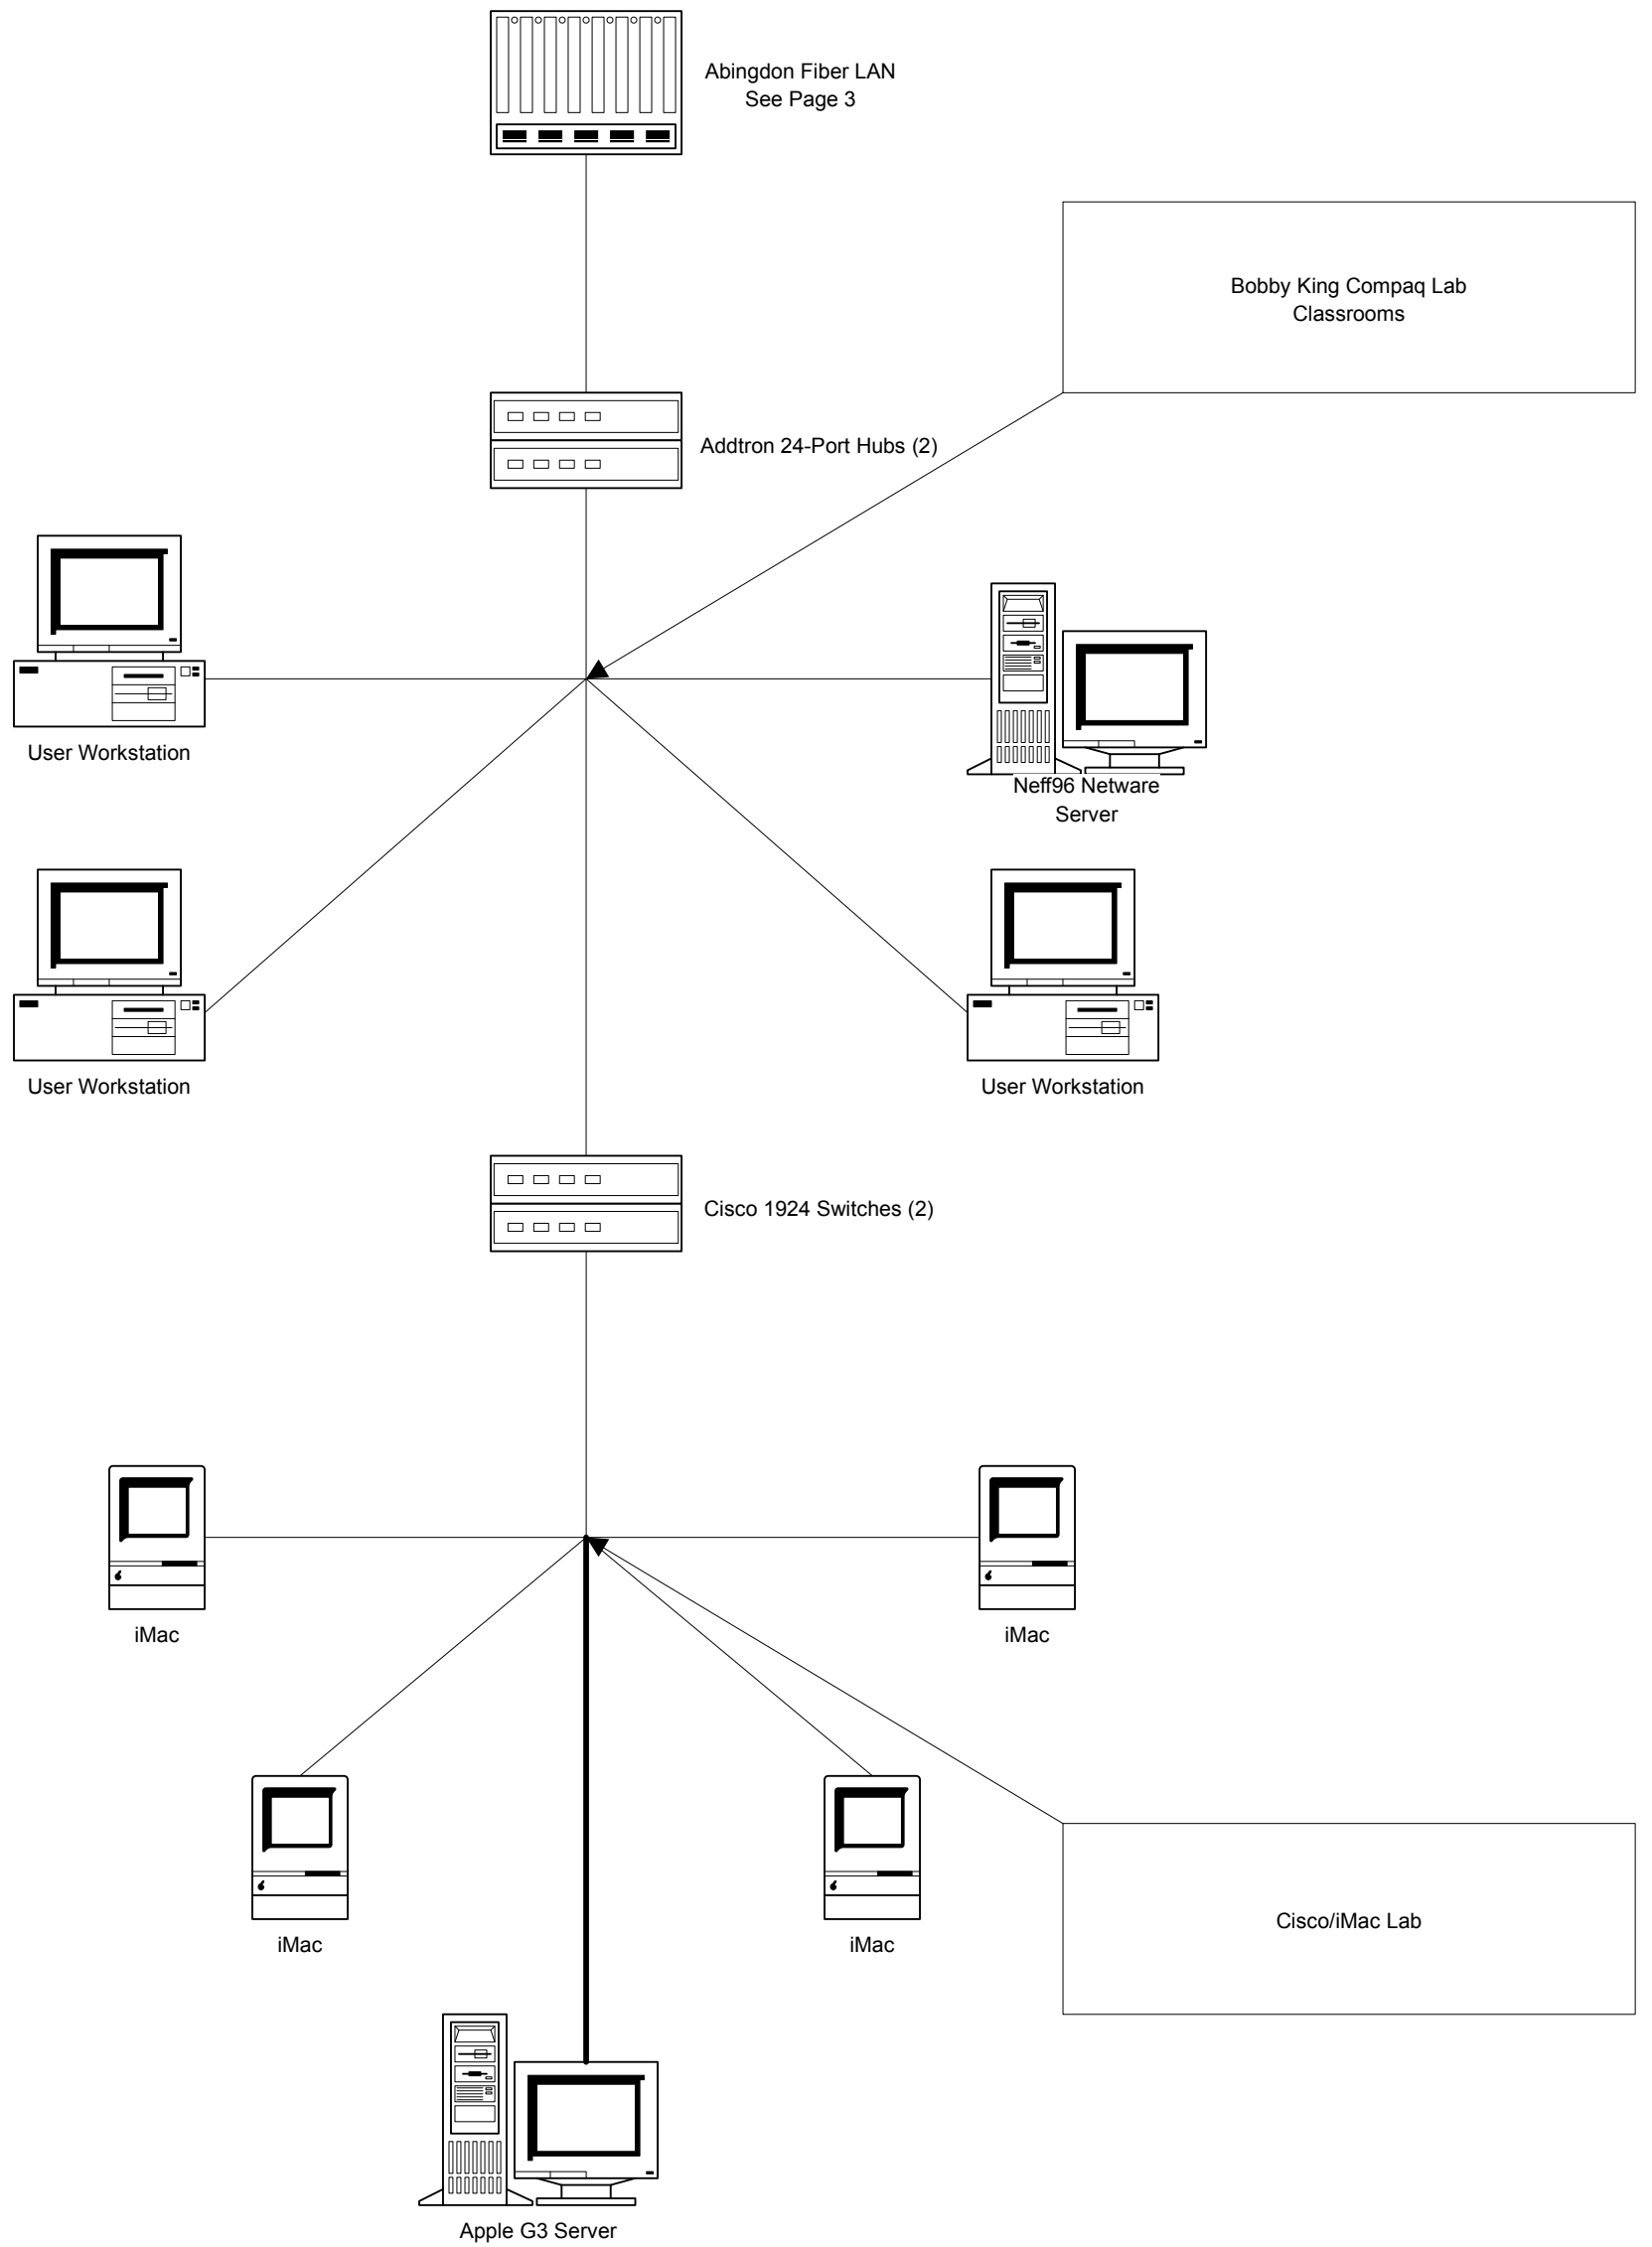 Abingdon Fiber LAN
See Page 3
Bobby King Compaq Lab
Classrooms
Addtron 24-Port Hubs (2)
User Workstation
Neff96 Netware
Server
User Workstation
User Workstation
Cisco 1924 Switches (2)
iMac
iMac
iMac
iMac
Cisco/iMac Lab
Apple G3 Server